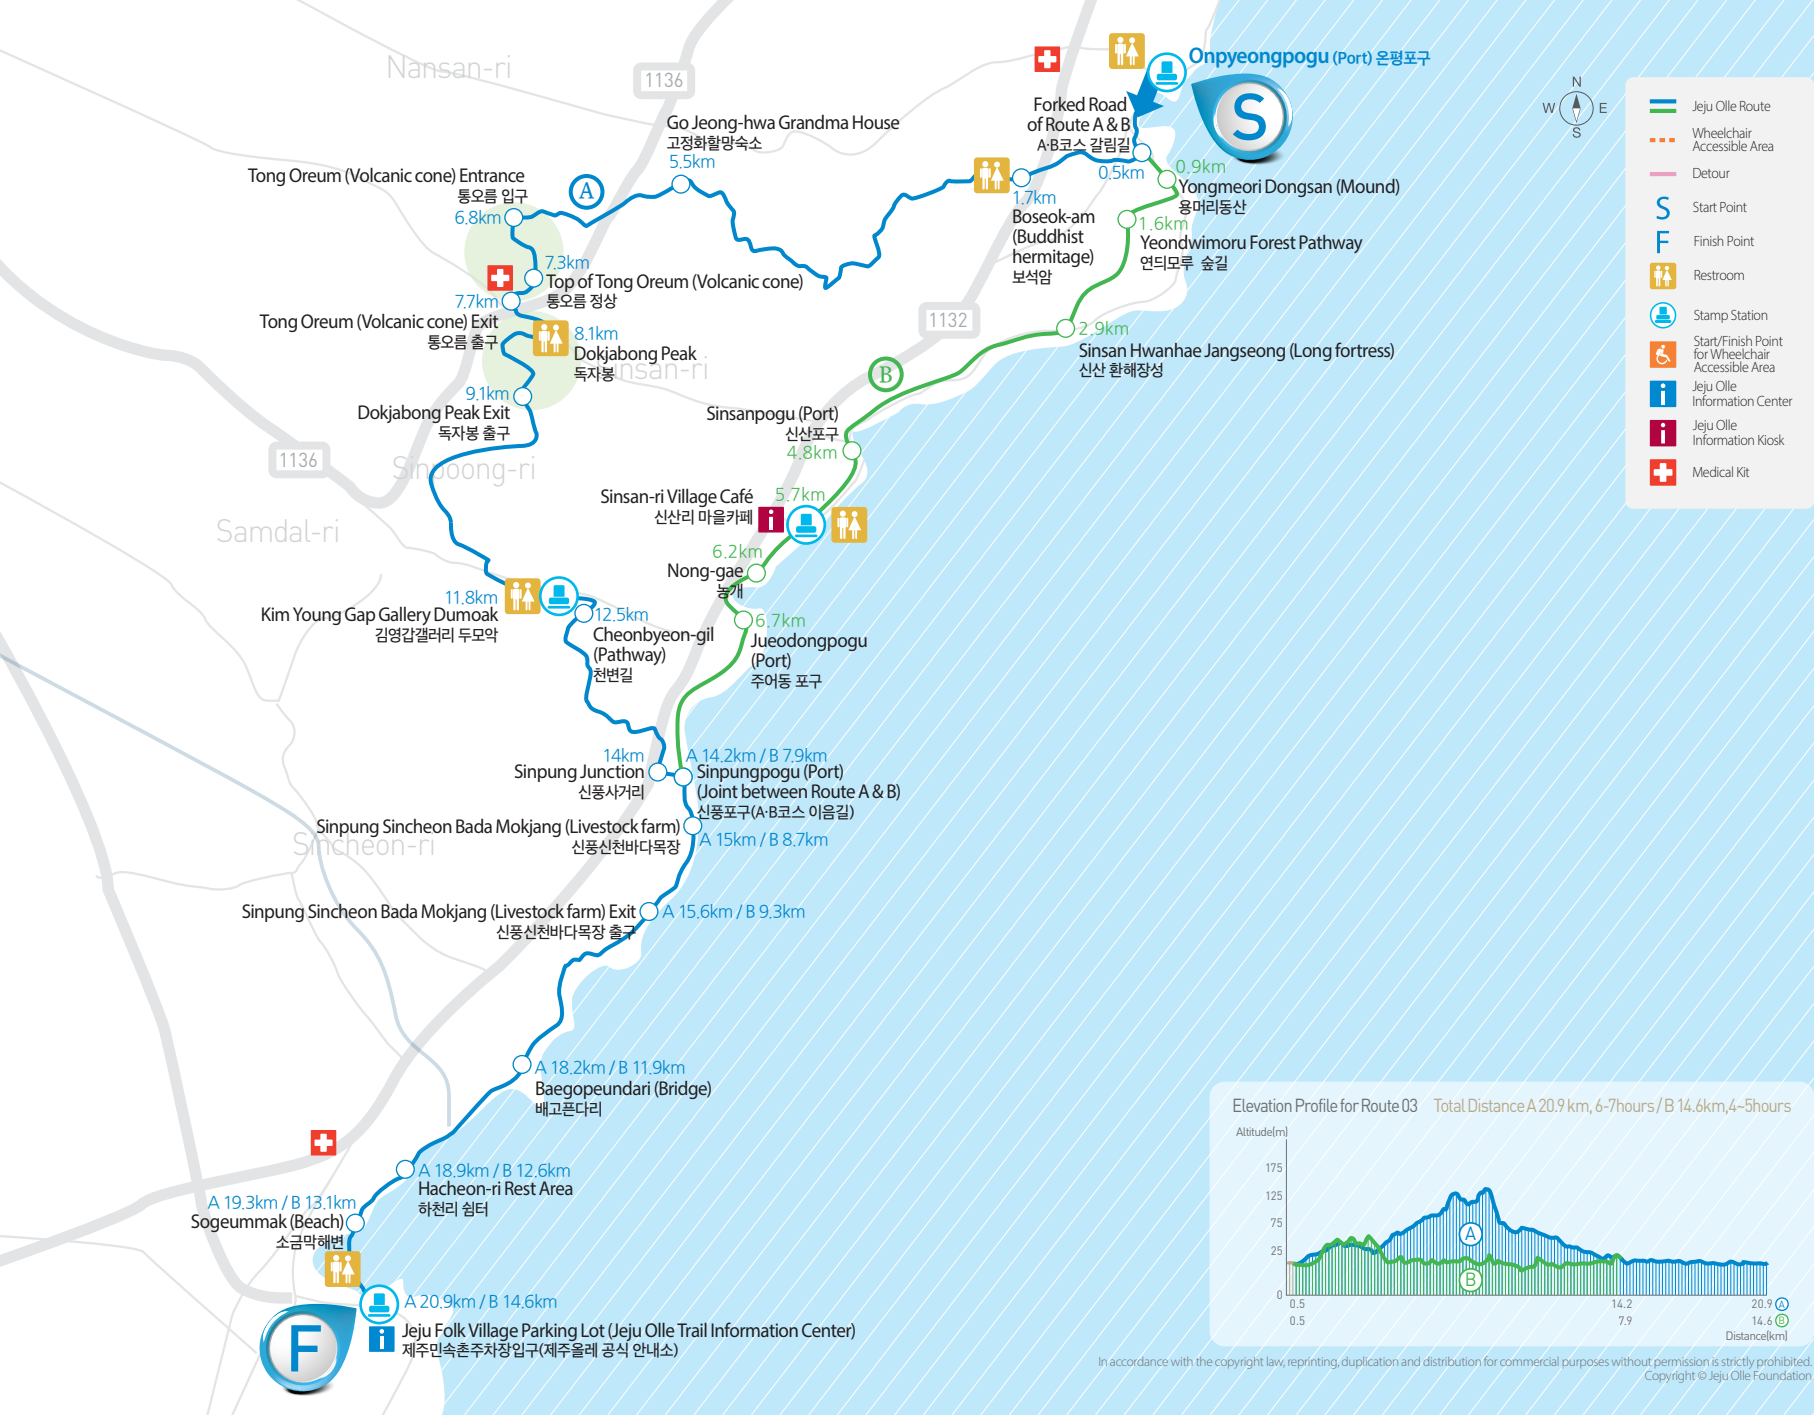 Onpyeongpogu (Port) 온평포구
S
Forked Road
of Route A & B
A·B코스 갈림길
0.5km
0.9km
Yongmeori Dongsan (Mound)
용머리동산
1.6km
Yeondwimoru Forest Pathway
연듸모루 숲길
1.7km
Boseok-am
(Buddhist
hermitage)
보석암
2.9km
Sinsan Hwanhae Jangseong (Long fortress)
신산 환해장성
Nansan-ri
1136
Go Jeong-hwa Grandma House
고정화할망숙소
5.5km
A
Tong Oreum (Volcanic cone) Entrance
통오름 입구
6.8km
7.3km
Top of Tong Oreum (Volcanic cone)
통오름 정상
7.7km
Tong Oreum (Volcanic cone) Exit
통오름 출구
8.1km
Dokjabong Peak
독자봉
9.1km
Dokjabong Peak Exit
독자봉 출구
1132
B
Sinsanpogu (Port)
신산포구
4.8km
1136
Sinpoong-ri
Samdal-ri
Sinsan-ri Village Café
신산리 마을카페
5.7km
6.2km
Nong-gae
농개
6.7km
Jueodongpogu
(Port)
주어동 포구
11.8km
Kim Young Gap Gallery Dumoak
김영갑갤러리 두모악
12.5km
Cheonbyeon-gil
(Pathway)
천변길
14km
Sinpung Junction
신풍사거리
A 14.2km / B 7.9km
Sinpungpogu (Port)
(Joint between Route A & B)
신풍포구(A·B코스 이음길)
Sinpung Sincheon Bada Mokjang (Livestock farm)
신풍신천바다목장
A 15km / B 8.7km
Sincheon-ri
Sinpung Sincheon Bada Mokjang (Livestock farm) Exit
신풍신천바다목장 출구
A 15.6km / B 9.3km
A 18.2km / B 11.9km
Baegopeundari (Bridge)
배고픈다리
A 18.9km / B 12.6km
Hacheon-ri Rest Area
하천리 쉼터
A 19.3km / B 13.1km
Sogeummak (Beach)
소금막해변
A 20.9km / B 14.6km
Jeju Folk Village Parking Lot (Jeju Olle Trail Information Center)
제주민속촌주차장입구(제주올레 공식 안내소)
F
N
W E
S
Jeju Olle Route
Wheelchair
Accessible Area
Detour
S Start Point
F Finish Point
Restroom
Stamp Station
Start/Finish Point
for Wheelchair
Accessible Area
Jeju Olle
Information Center
Jeju Olle
Information Kiosk
Medical Kit
Elevation Profile for Route 03 Total Distance A 20.9 km, 6-7hours / B 14.6km,4~5hours
Altitude(m)
175
125
75
25
0
A
B
0.5 14.2 20.9 A
0.5 7.9 14.6 B
Distance(km)
In accordance with the copyright law, reprinting, duplication and distribution for commercial purposes without permission is strictly prohibited.
Copyright © Jeju Olle Foundation